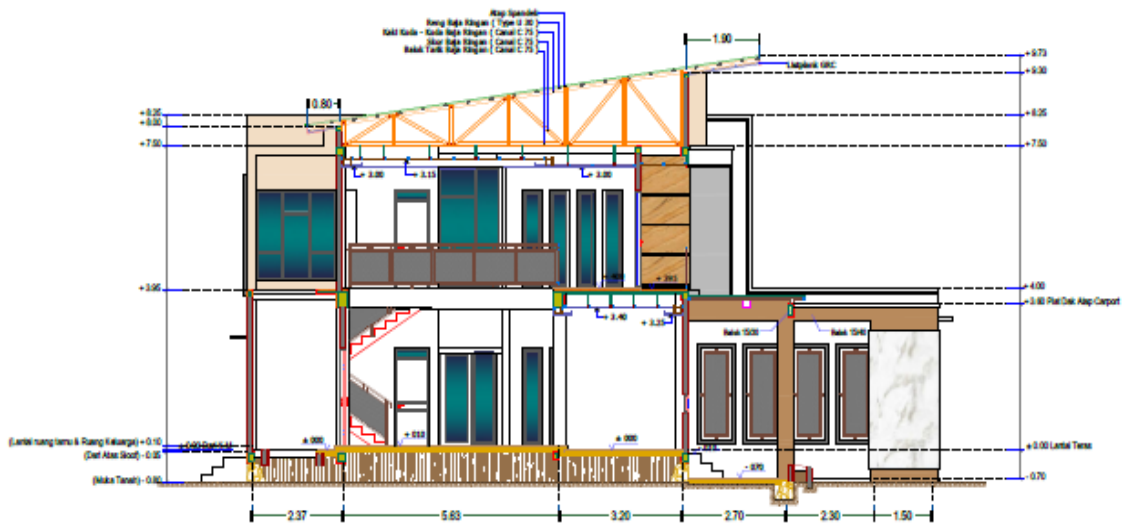 Atap Spandek
Reng Baja Ringan ( Type U 30 )
Kaki Kuda - Kuda Baja Ringan ( Canal C 75 )
Skur Baja Ringan ( Canal C 75 )
Balok Tarik Baja Ringan ( Canal C 75 )
1.90
+ 9.73
Listplank GRC
+ 9.30
0.80
+ 8.25
+ 8.25
+ 8.00
+ 7.50
+ 7.50
+ 3.00
+ 3.15
+ 3.00
+ 3.95
+ 4.00
+ 3.60 Plat Dak Atap Carport
+ 3.40
+ 3.25
Balok 15/30
Balok 15/40
(Lantai ruang tamu & Ruang Keluarga) + 0.10
± 000
+ 010
± 000
± 0.00 Lantai Teras
(Dari Atas Sloof) - 0.05
- 070
- 0.70
(Muka Tanah) - 0.80
2.37
5.63
3.20
2.70
2.30
1.50